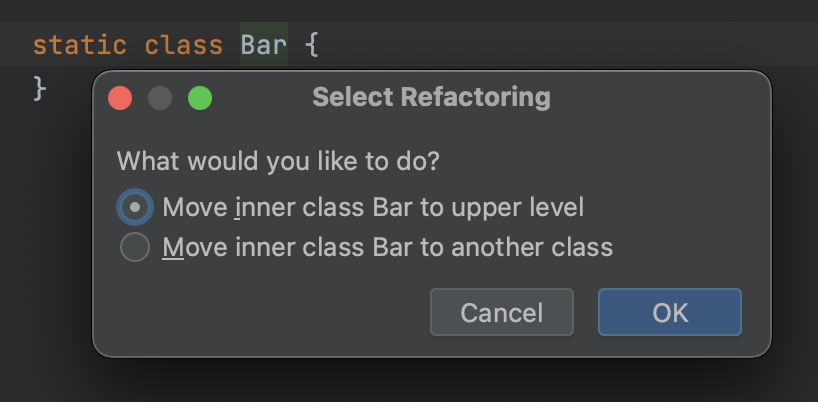 static class Bar {
}
Select Refactoring
What would you like to do?
Move inner class Bar to upper level
Move inner class Bar to another class
Cancel
OK